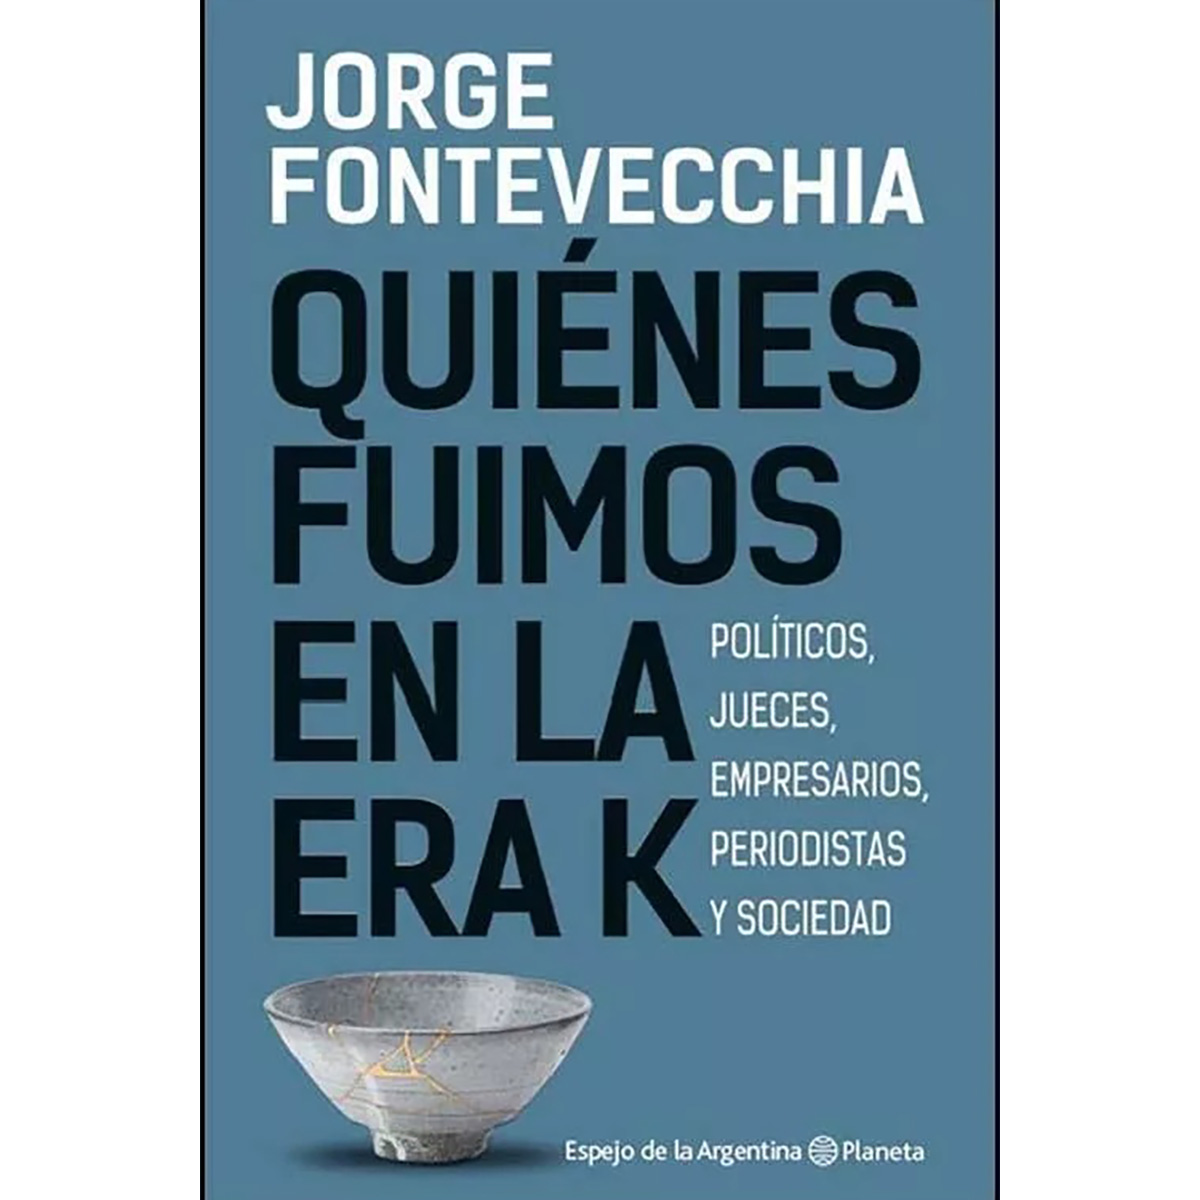 JORGE
FONTEVECCHIA
QUIÉNES
FUIMOS
EN LA
ERA K
POLÍTICOS,
JUECES,
EMPRESARIOS,
PERIODISTAS
Y SOCIEDAD
Espejo de la Argentina Planeta